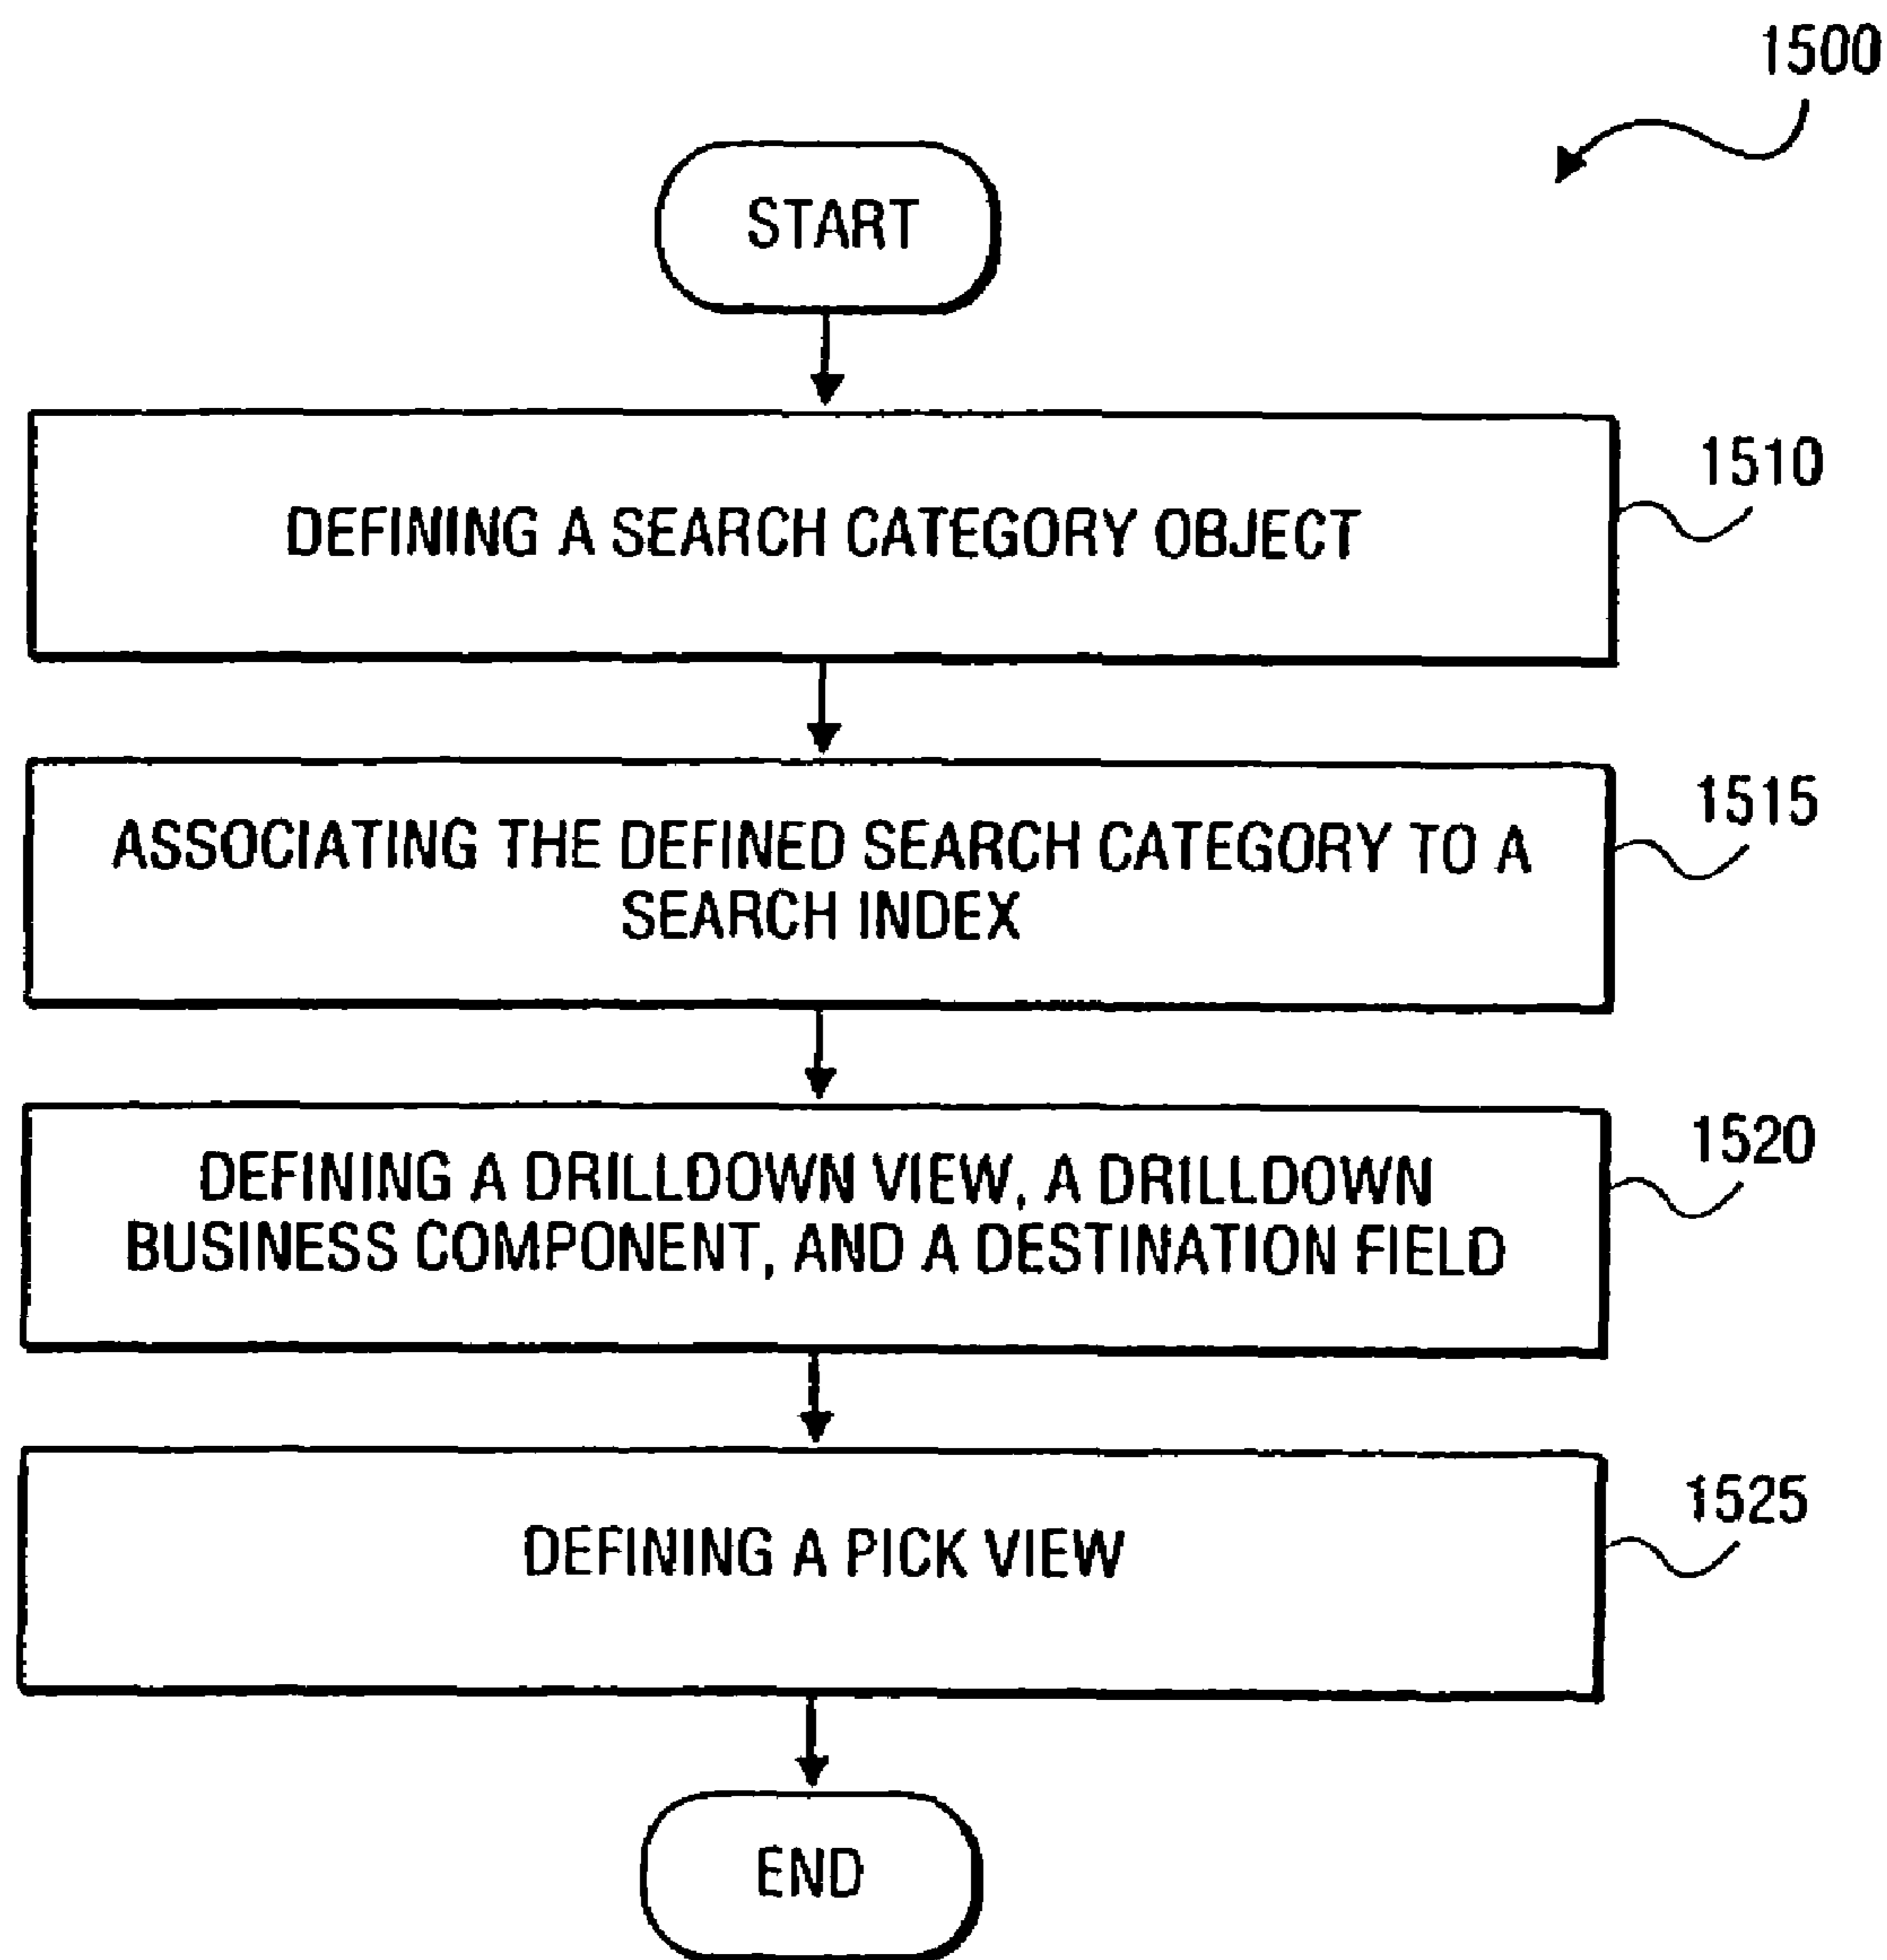 1500
START
DEFINING A SEARCH CATEGORY OBJECT
1510
ASSOCIATING THE DEFINED SEARCH CATEGORY TO A
SEARCH INDEX
1515
DEFINING A DRILLDOWN VIEW, A DRILLDOWN
BUSINESS COMPONENT, AND A DESTINATION FIELD
1520
DEFINING A PICK VIEW
1525
END